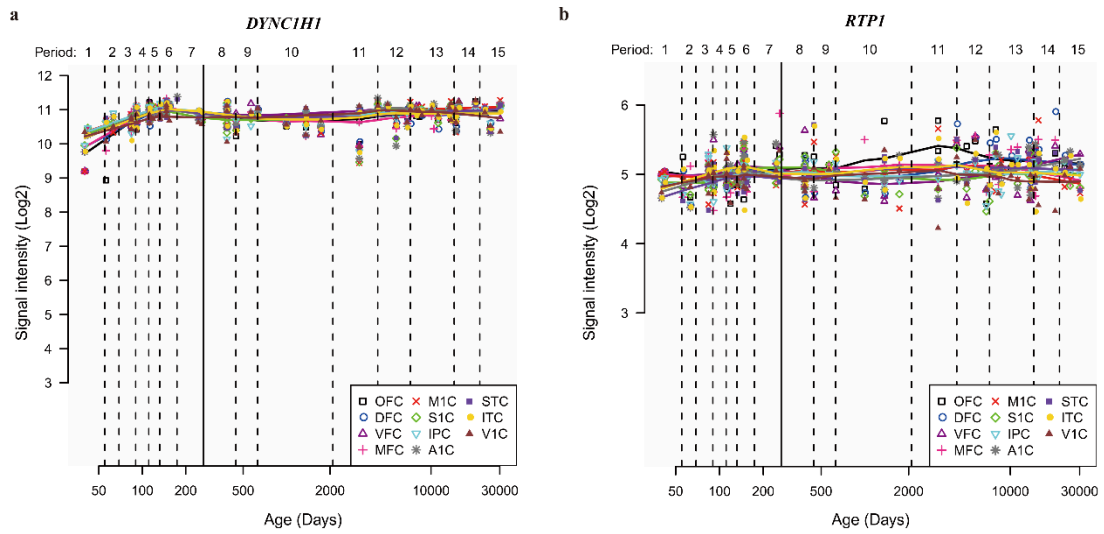 a
DYNC1H1
Period: 1 2 3 4 5 6 7 8 9 10 11 12 13 14 15
12
11
10
9
8
7
6
5
4
3
Signal intensity (Log2)
OFC M1C STC
DFC S1C ITC
VFC IPC V1C
MFC A1C
50 100 200 500 2000 10000 30000
Age (Days)
b
RTP1
Period: 1 2 3 4 5 6 7 8 9 10 11 12 13 14 15
6
5
4
3
Signal intensity (Log2)
OFC M1C STC
DFC S1C ITC
VFC IPC V1C
MFC A1C
50 100 200 500 2000 10000 30000
Age (Days)